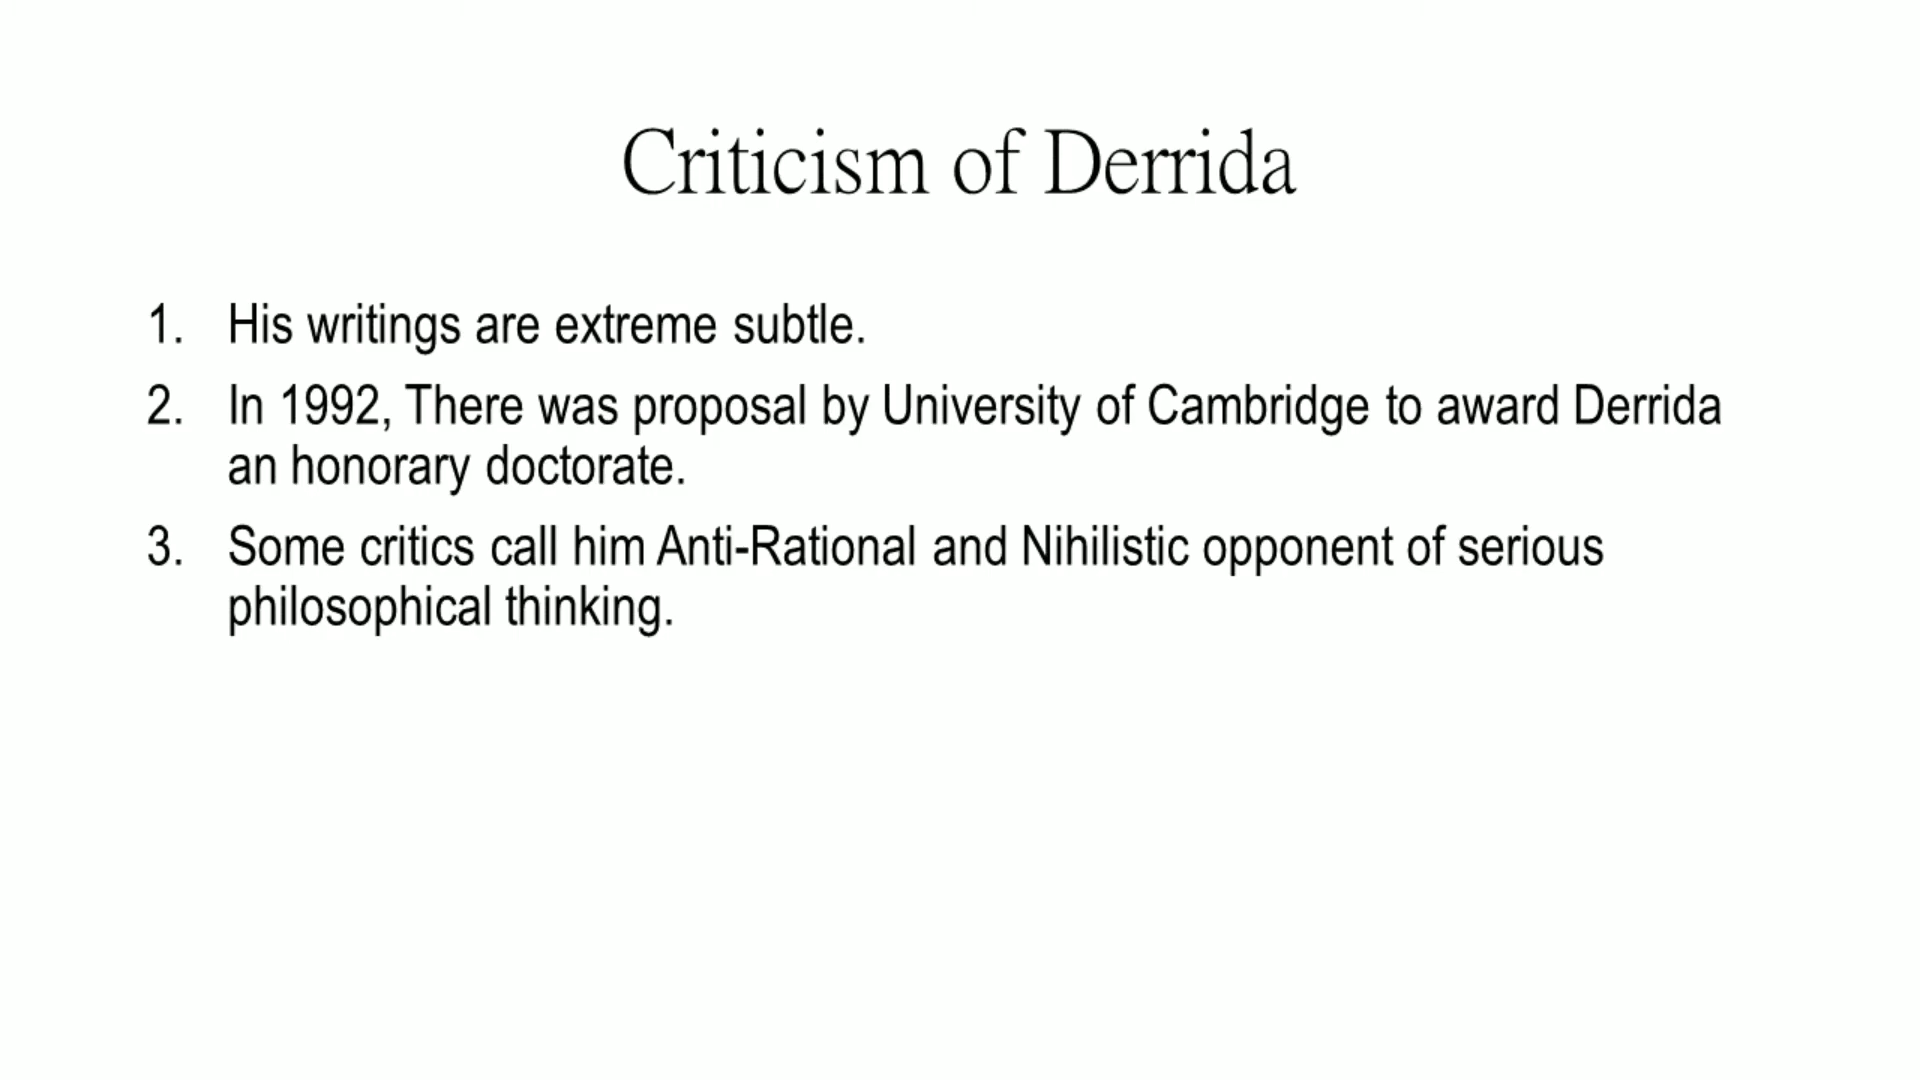 Criticism of Derrida
1. His writings are extreme subtle.
2. In 1992, There was proposal by University of Cambridge to award Derrida
an honorary doctorate.
3. Some critics call him Anti-Rational and Nihilistic opponent of serious
philosophical thinking.